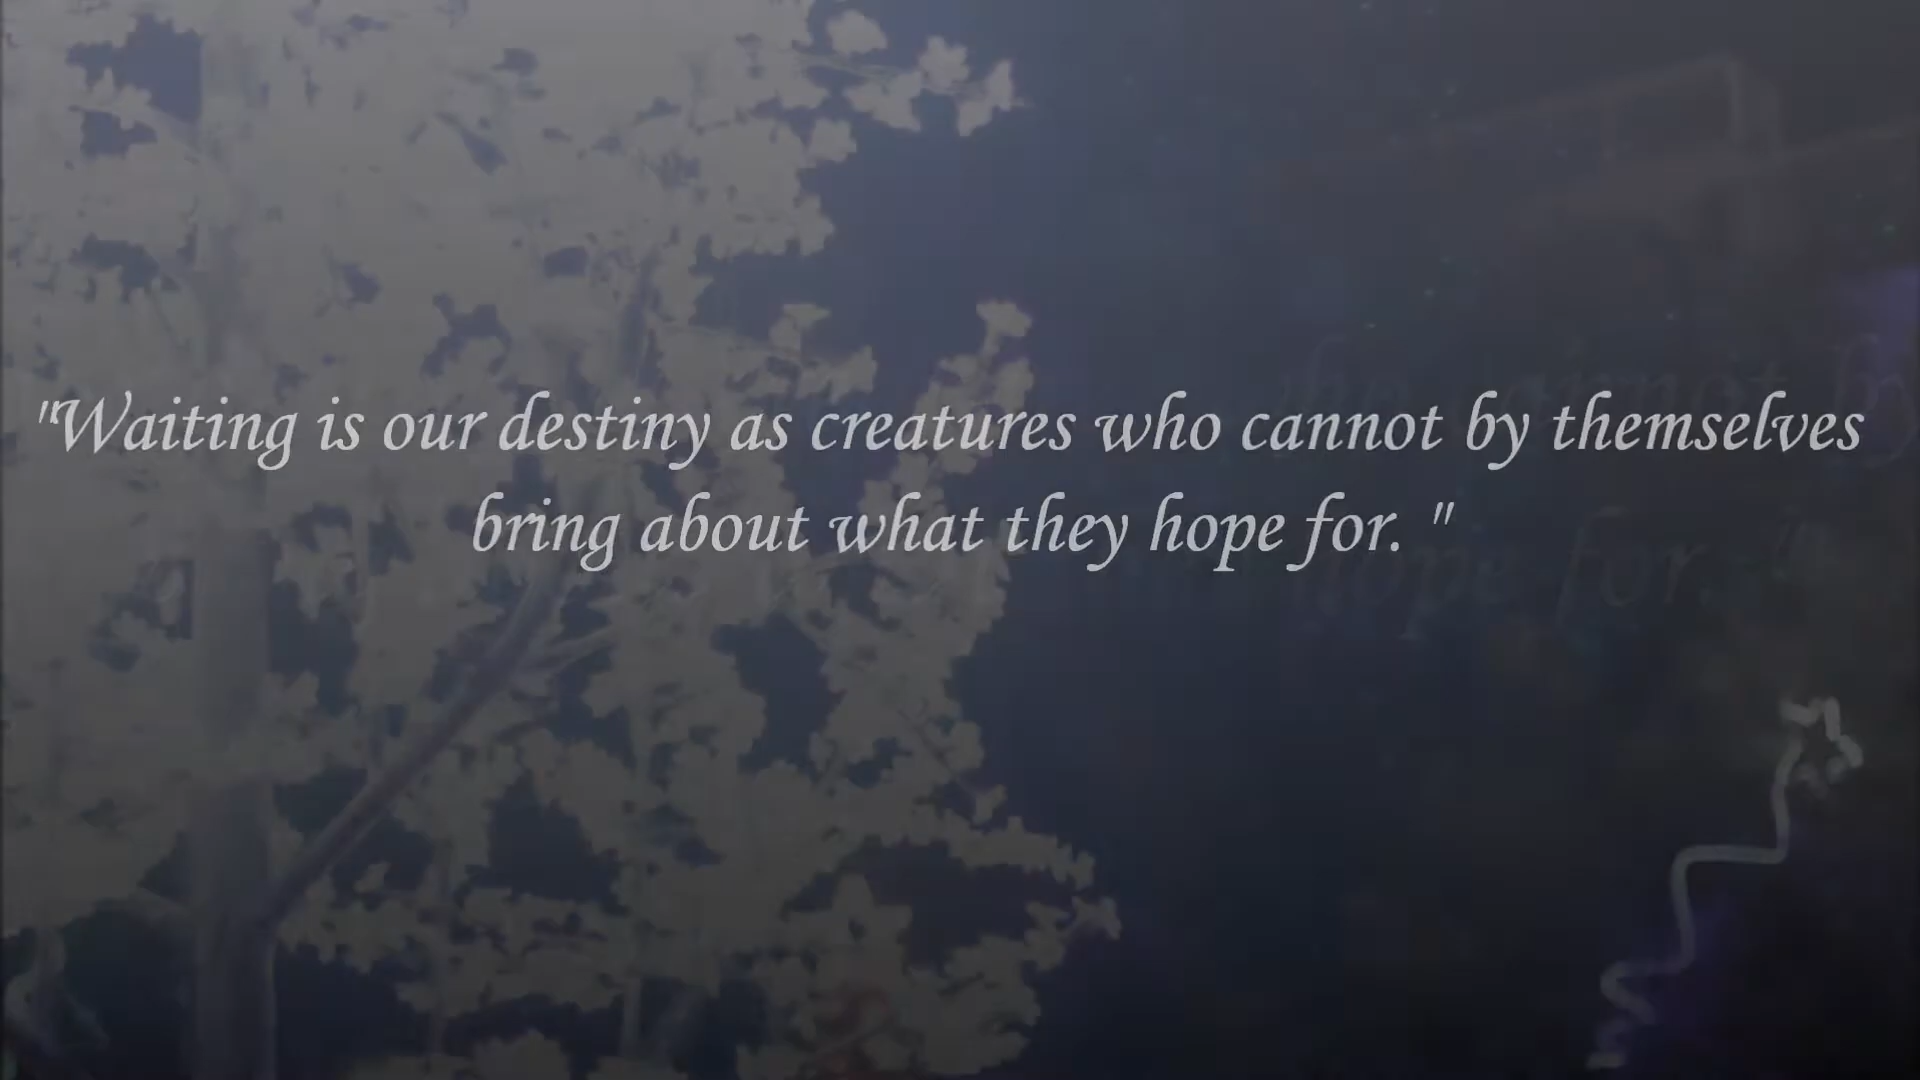 "Waiting is our destiny as creatures who cannot by themselves
bring about what they hope for. "